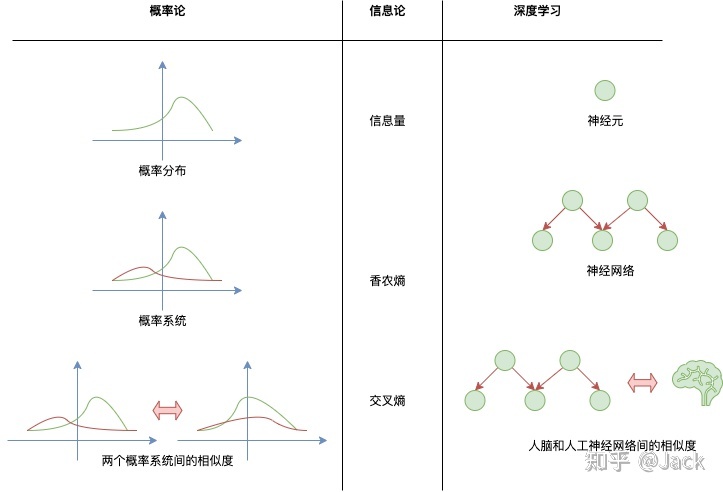 概率论
信息论
深度学习
信息量
神经元
概率分布
神经网络
香农熵
概率系统
交叉熵
人脑和人工神经网络间的相似度
两个概率系统间的相似度
知乎 @Jack